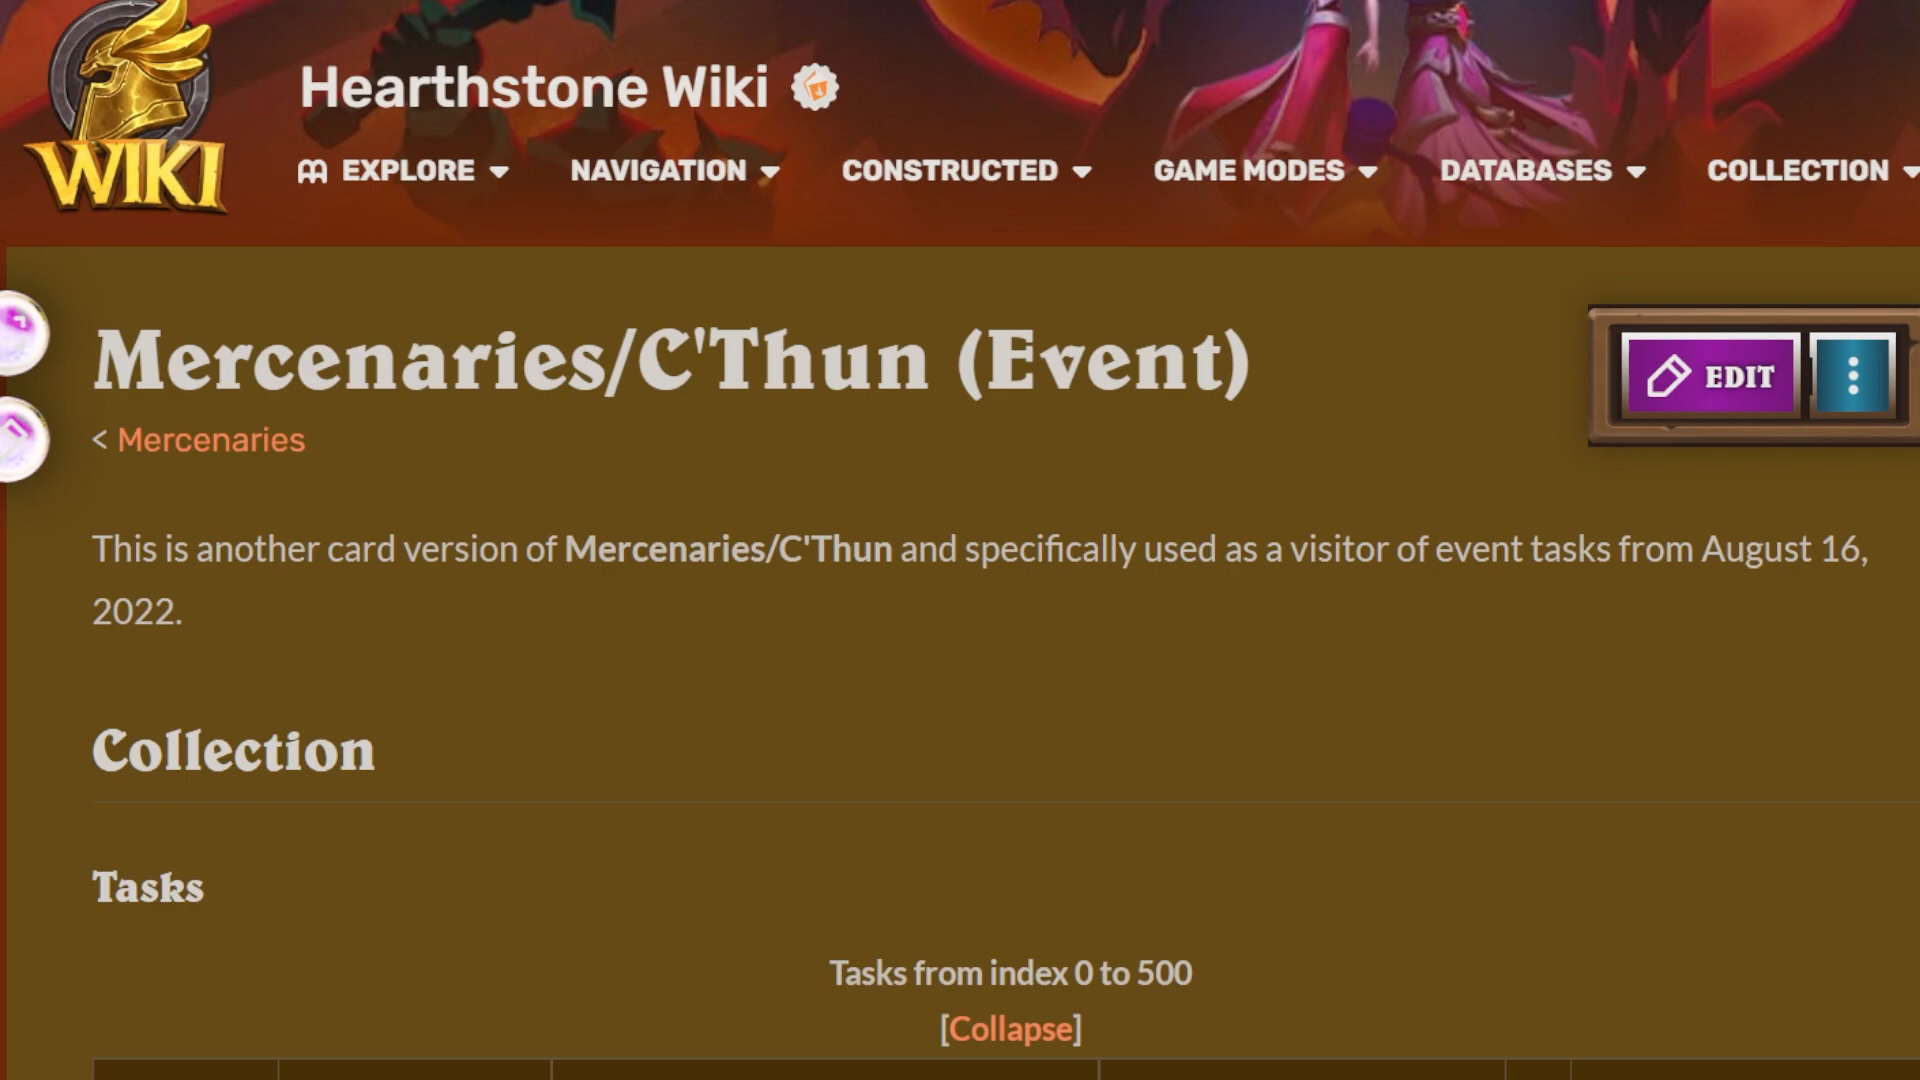 WIKI
Hearthstone Wiki
EXPLORE NAVIGATION CONSTRUCTED GAME MODES DATABASES COLLECTION
Mercenaries/C'Thun (Event)
EDIT
< Mercenaries
This is another card version of Mercenaries/C'Thun and specifically used as a visitor of event tasks from August 16,
2022.
Collection
Tasks
Tasks from index 0 to 500
[Collapse]